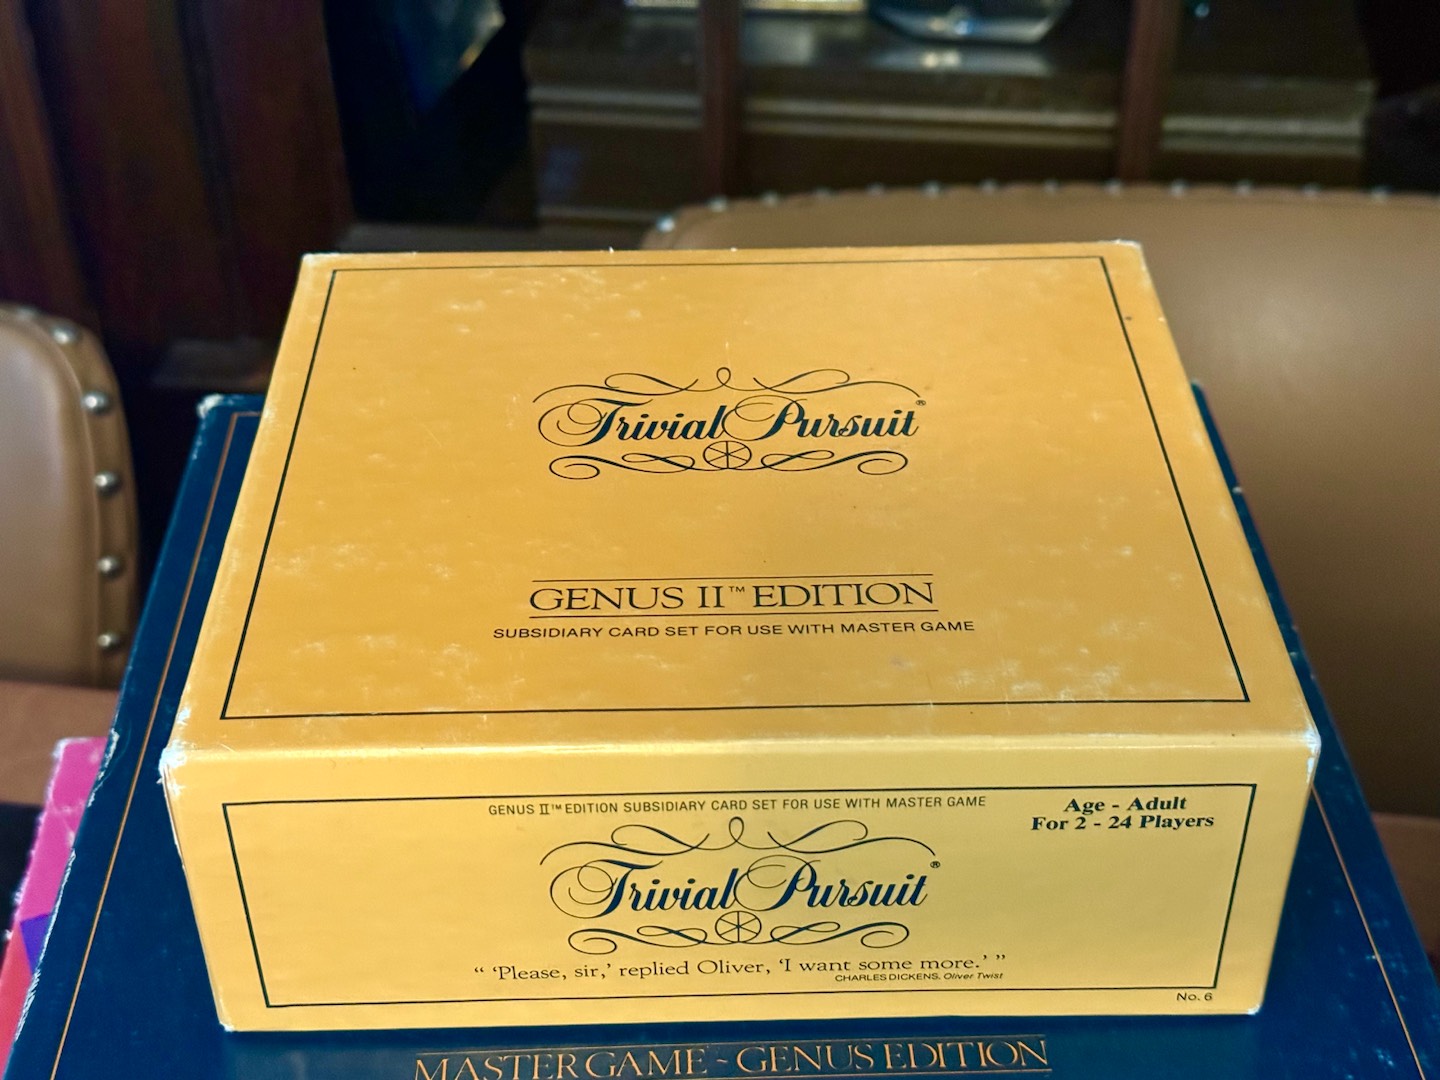 Trivial Pursuit®
GENUS II™ EDITION
SUBSIDIARY CARD SET FOR USE WITH MASTER GAME
GENUS II™ EDITION SUBSIDIARY CARD SET FOR USE WITH MASTER GAME
Age - Adult
For 2 - 24 Players
Trivial Pursuit®
“ ‘Please, sir,’ replied Oliver, ‘I want some more.’ ”
CHARLES DICKENS, Oliver Twist
No. 6
MASTER GAME - GENUS EDITION